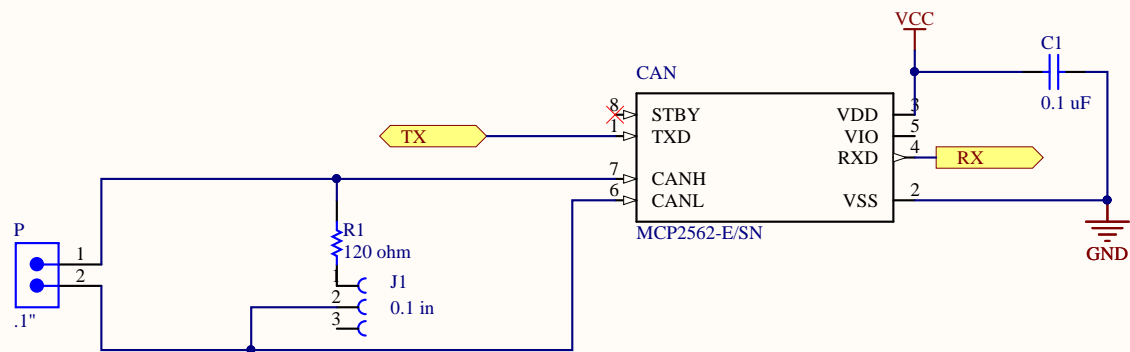 VCC
CAN
C1
0.1 uF
8 STBY
1 TXD
7 CANH
6 CANL
VDD 3
VIO 5
RXD 4
VSS 2
TX
RX
MCP2562-E/SN
GND
P
1
2
.1"
R1
120 ohm
1
2
3
J1
0.1 in